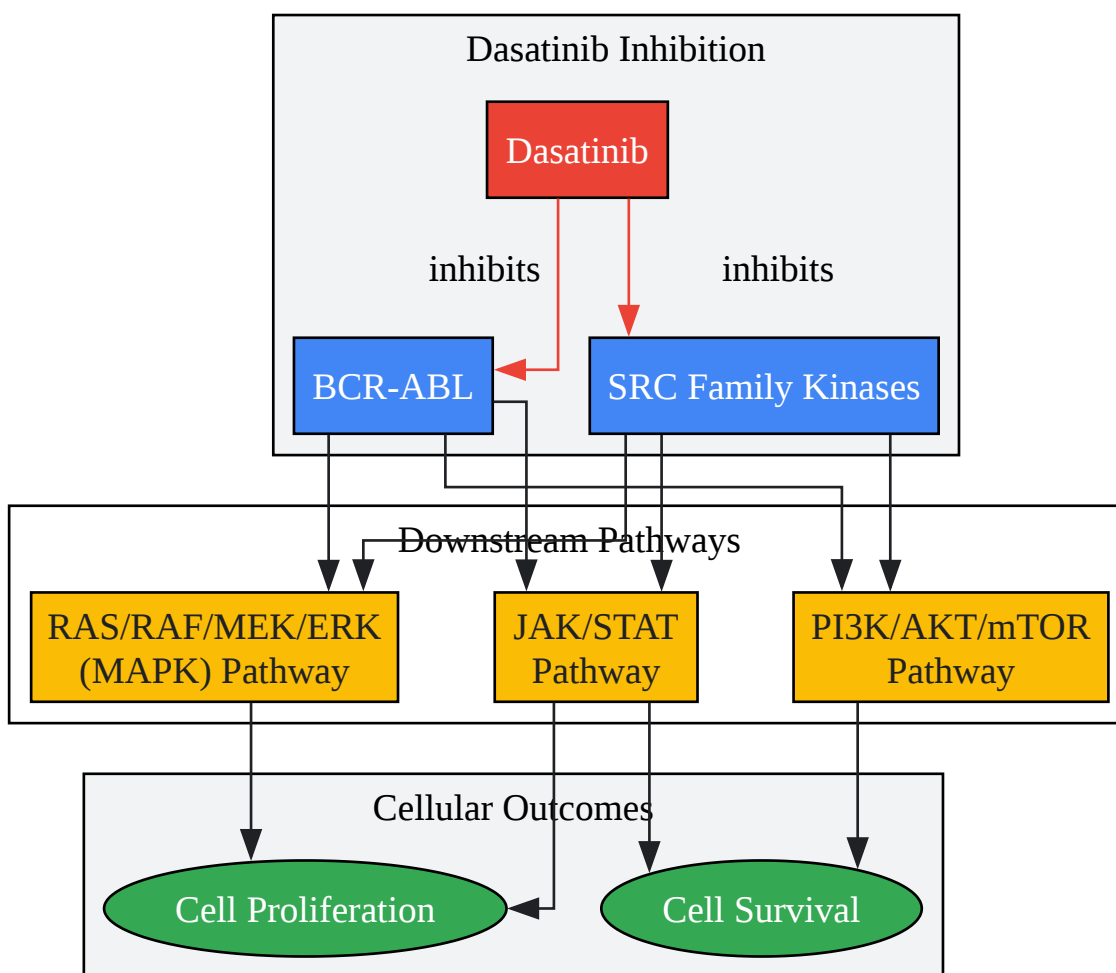 Dasatinib Inhibition
Dasatinib
inhibits
inhibits
BCR-ABL
SRC Family Kinases
Downstream Pathways
RAS/RAF/MEK/ERK
(MAPK) Pathway
JAK/STAT
Pathway
PI3K/AKT/mTOR
Pathway
Cellular Outcomes
Cell Proliferation
Cell Survival